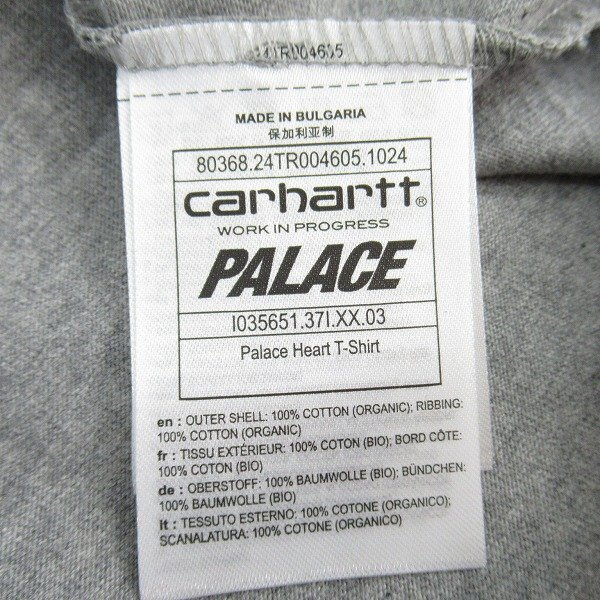 MADE IN BULGARIA
保加利亚制
80368.24TR004605.1024
carhartt®
WORK IN PROGRESS
PALACE
I035651.37I.XX.03
Palace Heart T-Shirt
en : OUTER SHELL: 100% COTTON (ORGANIC); RIBBING:
100% COTTON (ORGANIC)
fr : TISSU EXTÉRIEUR: 100% COTON (BIO); BORD CÔTE:
100% COTON (BIO)
de : OBERSTOFF: 100% BAUMWOLLE (BIO); BÜNDCHEN:
100% BAUMWOLLE (BIO)
it : TESSUTO ESTERNO: 100% COTONE (ORGANICO);
SCANALATURA: 100% COTONE (ORGANICO)